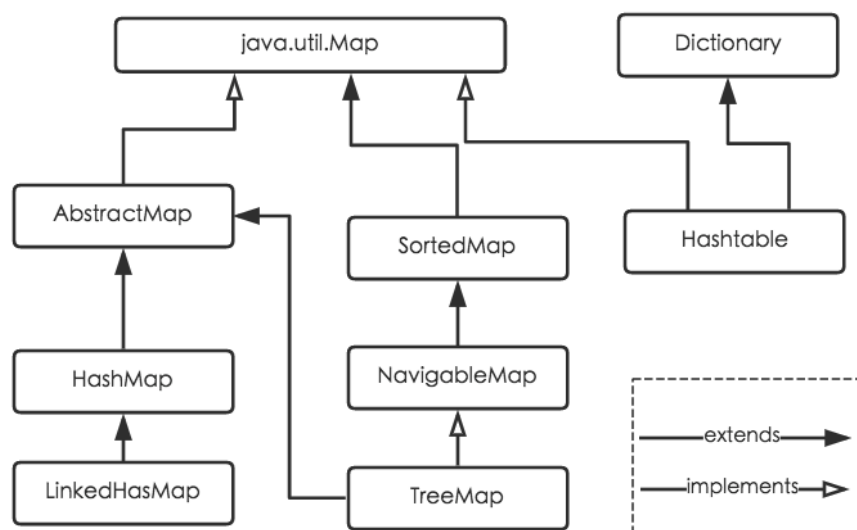 java.util.Map
Dictionary
AbstractMap
SortedMap
Hashtable
HashMap
NavigableMap
LinkedHasMap
TreeMap
extends
implements